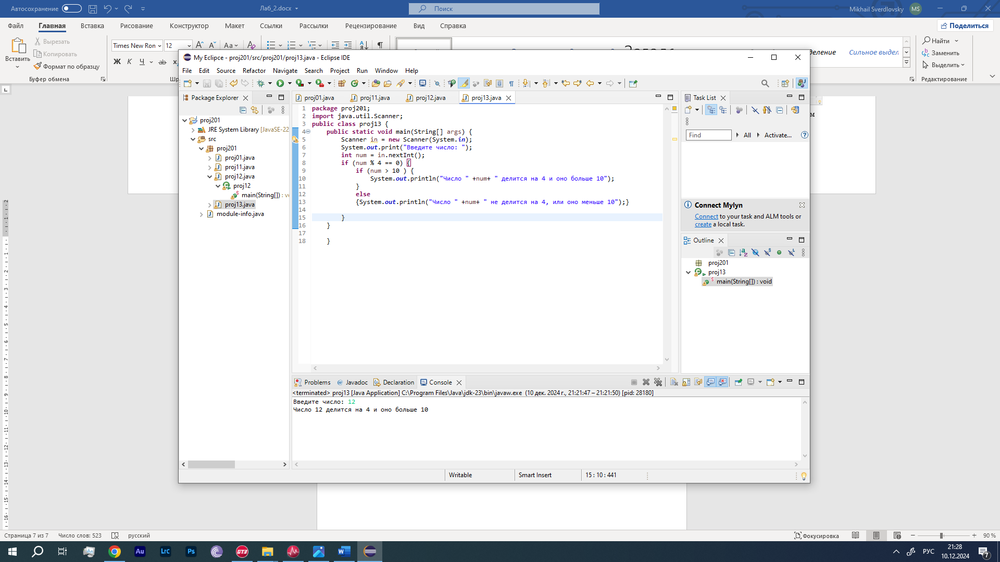 Автосохранение
Лаб_2.docx
Поиск
Mikhail Sverdlovsky
MS
Файл Главная Вставка Рисование Конструктор Макет Ссылки Рассылки Рецензирование Вид Справка
Поделиться
Вставить
Вырезать
Копировать
Формат по образцу
Буфер обмена
Times New Ron
12
Aa
Ж К Ч ab
Сильное выдел
Найти
Заменить
Выделить
Редактирование
My Eclipce - proj201/src/proj201/proj13.java - Eclipse IDE
File Edit Source Refactor Navigate Search Project Run Window Help
Package Explorer
proj201
JRE System Library [JavaSE-22
src
proj201
proj01.java
proj11.java
proj12.java
proj12
main(String[]) : vo
proj13.java
module-info.java
proj01.java proj11.java proj12.java proj13.java
1 package proj201;
2 import java.util.Scanner;
3 public class proj13 {
4 public static void main(String[] args) {
5 Scanner in = new Scanner(System.in);
6 System.out.print("Введите число: ");
7 int num = in.nextInt();
8 if (num % 4 == 0) {
9 if (num > 10 ) {
10 System.out.println("Число " +num+ " делится на 4 и оно больше 10");
11 }
12 else
13 {System.out.println("Число " +num+ " не делится на 4, или оно меньше 10");}
14
15 }
16 }
17
18 }
Task List
Find
All
Activate...
Connect Mylyn
Connect to your task and ALM tools or
create a local task.
Outline
proj201
proj13
main(String[]) : void
Problems Javadoc Declaration Console
<terminated> proj13 [Java Application] C:\Program Files\Java\jdk-23\bin\javaw.exe (10 дек. 2024 г., 21:21:47 – 21:21:50) [pid: 28180]
Введите число: 12
Число 12 делится на 4 и оно больше 10
Writable
Smart Insert
15 : 10 : 441
Страница 7 из 7
Число слов: 523
русский
Фокусировка
90 %
Au
LrC
Ps
GT3
W
РУС
21:28
10.12.2024
7